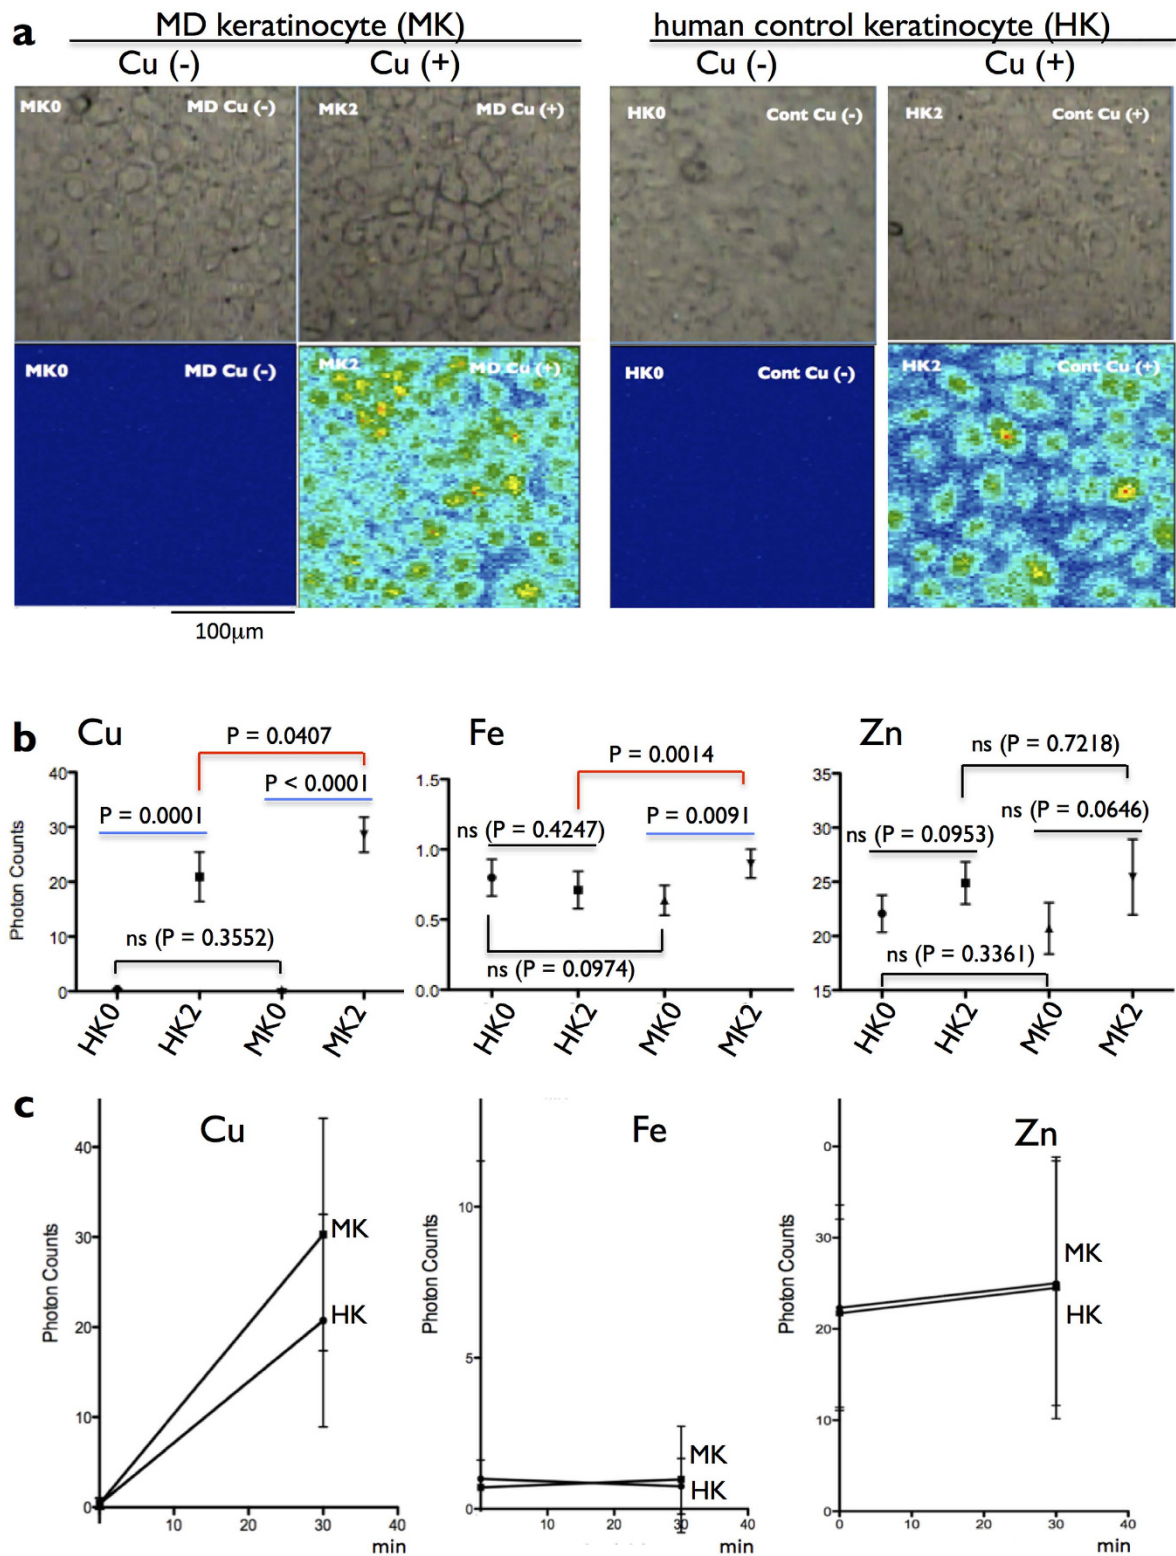 a
MD keratinocyte (MK)
human control keratinocyte (HK)
Cu (-)
Cu (+)
Cu (-)
Cu (+)
MK0 MD Cu (-)
MK2 MD Cu (+)
HK0 Cont Cu (-)
HK2 Cont Cu (+)
MK0 MD Cu (-)
MK2 MD Cu (+)
HK0 Cont Cu (-)
HK2 Cont Cu (+)
100μm
b
Cu
P = 0.0407
P < 0.0001
P = 0.0001
ns (P = 0.3552)
Photon Counts
40
30
20
10
0
HK0
HK2
MK0
MK2
Fe
P = 0.0014
ns (P = 0.4247)
P = 0.0091
ns (P = 0.0974)
Photon Counts
1.5
1.0
0.5
0.0
HK0
HK2
MK0
MK2
Zn
ns (P = 0.7218)
ns (P = 0.0646)
ns (P = 0.0953)
ns (P = 0.3361)
Photon Counts
35
30
25
20
15
HK0
HK2
MK0
MK2
c
Cu
Photon Counts
40
30
20
10
0
MK
HK
10
20
30
40
min
Fe
Photon Counts
10
5
0
MK
HK
10
20
30
40
min
Zn
Photon Counts
0
30
20
10
0
MK
HK
0
10
20
30
40
min